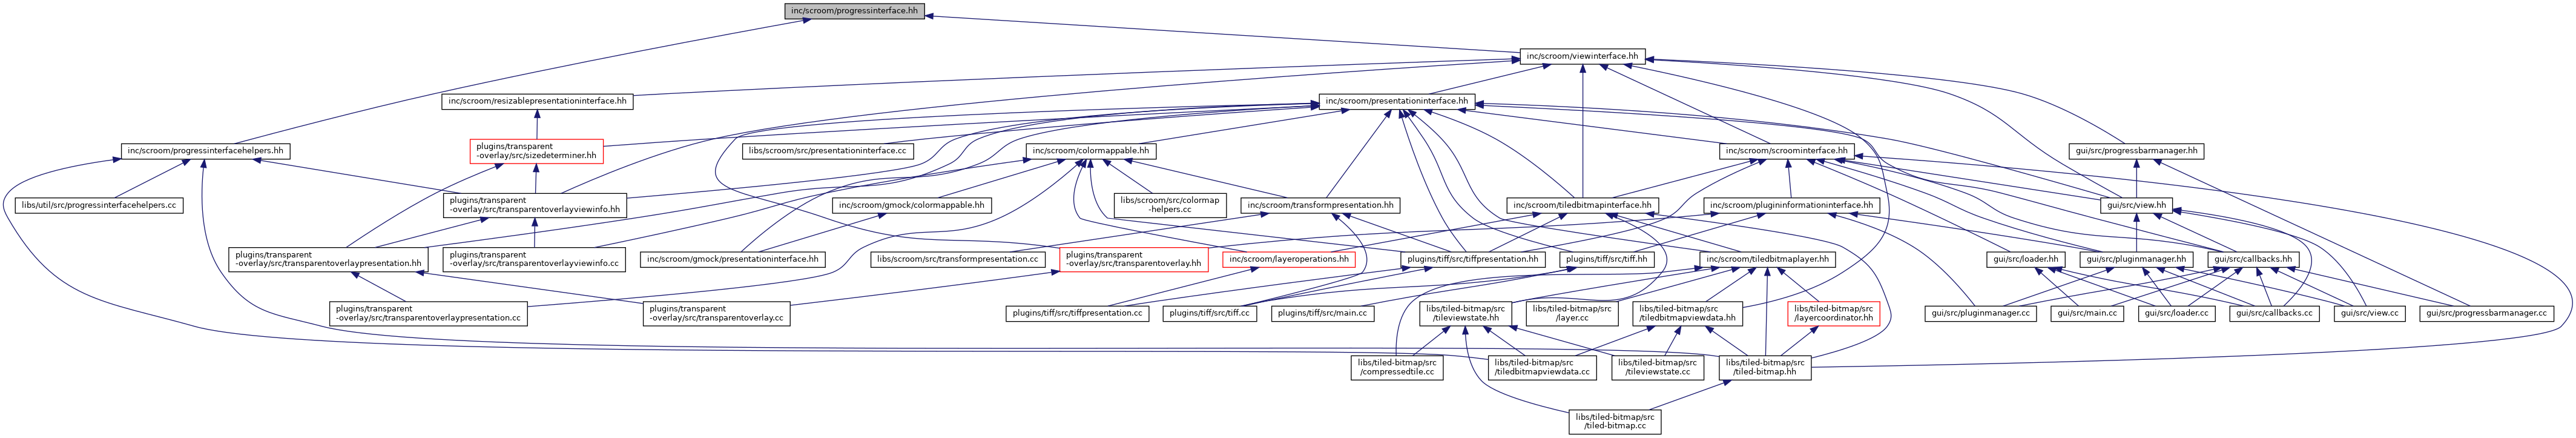 inc/scroom/progressinterface.hh
inc/scroom/viewinterface.hh
inc/scroom/resizablepresentationinterface.hh
inc/scroom/presentationinterface.hh
inc/scroom/progressinterfacehelpers.hh
plugins/transparent
-overlay/src/sizedeterminer.hh
libs/scroom/src/presentationinterface.cc
inc/scroom/colormappable.hh
inc/scroom/scroominterface.hh
gui/src/progressbarmanager.hh
libs/util/src/progressinterfacehelpers.cc
plugins/transparent
-overlay/src/transparentoverlayviewinfo.hh
inc/scroom/gmock/colormappable.hh
libs/scroom/src/colormap
-helpers.cc
inc/scroom/transformpresentation.hh
inc/scroom/tiledbitmapinterface.hh
inc/scroom/plugininformationinterface.hh
gui/src/view.hh
plugins/transparent
-overlay/src/transparentoverlaypresentation.hh
plugins/transparent
-overlay/src/transparentoverlayviewinfo.cc
inc/scroom/gmock/presentationinterface.hh
libs/scroom/src/transformpresentation.cc
plugins/transparent
-overlay/src/transparentoverlay.hh
inc/scroom/layeroperations.hh
plugins/tiff/src/tiffpresentation.hh
plugins/tiff/src/tiff.hh
inc/scroom/tiledbitmaplayer.hh
gui/src/loader.hh
gui/src/pluginmanager.hh
gui/src/callbacks.hh
plugins/transparent
-overlay/src/transparentoverlaypresentation.cc
plugins/transparent
-overlay/src/transparentoverlay.cc
plugins/tiff/src/tiffpresentation.cc
plugins/tiff/src/tiff.cc
plugins/tiff/src/main.cc
libs/tiled-bitmap/src
/tileviewstate.hh
libs/tiled-bitmap/src
/layer.cc
libs/tiled-bitmap/src
/tiledbitmapviewdata.hh
libs/tiled-bitmap/src
/layercoordinator.hh
gui/src/pluginmanager.cc
gui/src/main.cc
gui/src/loader.cc
gui/src/callbacks.cc
gui/src/view.cc
gui/src/progressbarmanager.cc
libs/tiled-bitmap/src
/compressedtile.cc
libs/tiled-bitmap/src
/tiledbitmapviewdata.cc
libs/tiled-bitmap/src
/tileviewstate.cc
libs/tiled-bitmap/src
/tiled-bitmap.hh
libs/tiled-bitmap/src
/tiled-bitmap.cc